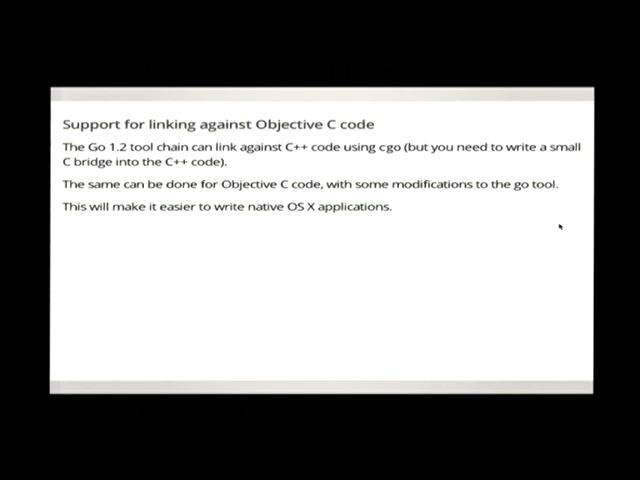 Support for linking against Objective C code
The Go 1.2 tool chain can link against C++ code using cgo (but you need to write a small
C bridge into the C++ code).
The same can be done for Objective C code, with some modifications to the go tool.
This will make it easier to write native OS X applications.